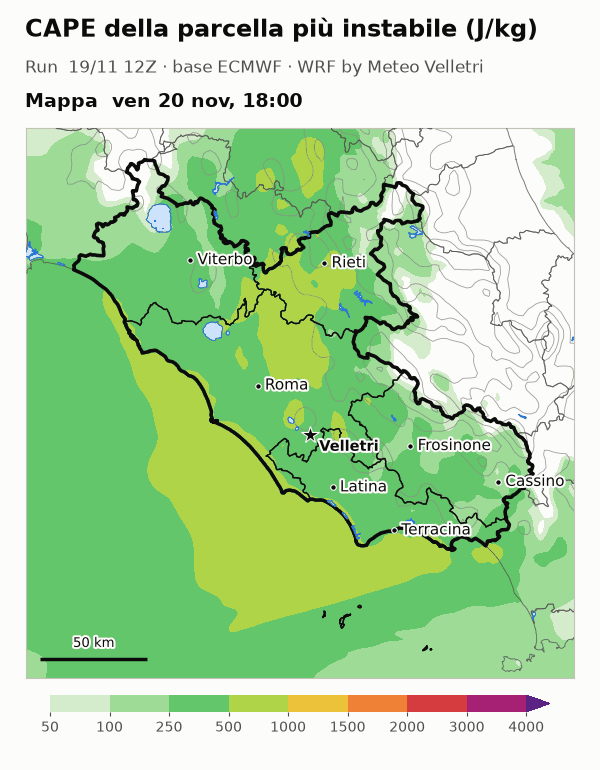 CAPE della parcella più instabile (J/kg)
Run  19/11 12Z · base ECMWF · WRF by Meteo Velletri
Mappa  ven 20 nov, 18:00
Viterbo
Rieti
Roma
Velletri
Frosinone
Cassino
Latina
Terracina
50 km
50 100 250 500 1000 1500 2000 3000 4000